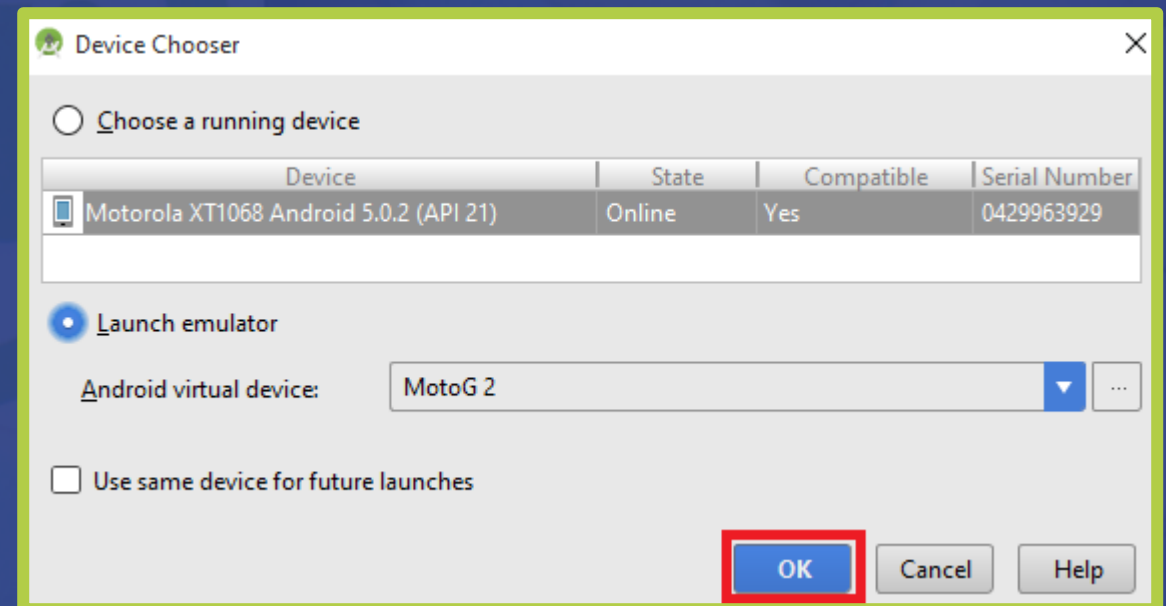 Device Chooser
Choose a running device
Device State Compatible Serial Number
Motorola XT1068 Android 5.0.2 (API 21) Online Yes 0429963929
Launch emulator
Android virtual device: MotoG 2 ...
Use same device for future launches
OK Cancel Help